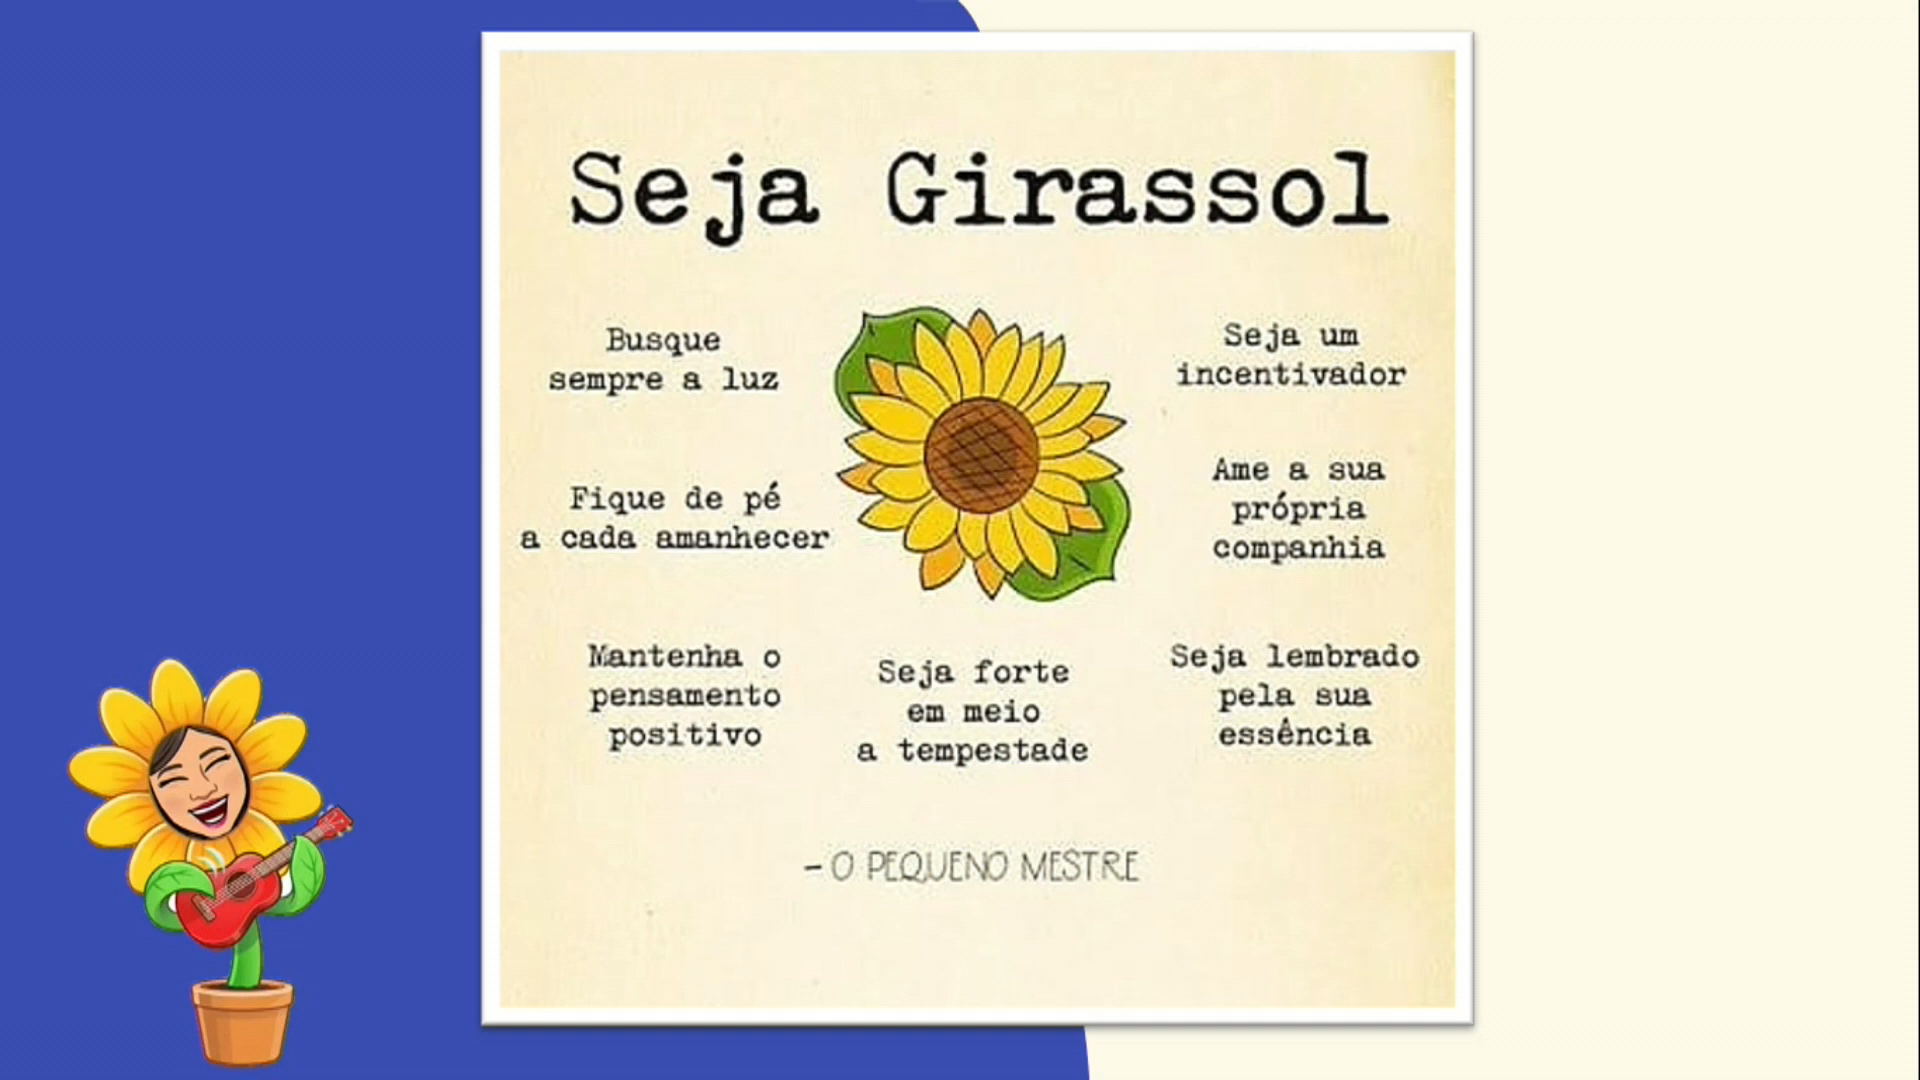 Seja Girassol
Busque
sempre a luz
Fique de pé
a cada amanhecer
Mantenha o
pensamento
positivo
Seja forte
em meio
a tempestade
Seja um
incentivador
Ame a sua
própria
companhia
Seja lembrado
pela sua
essência
- O PEQUENO MESTRE